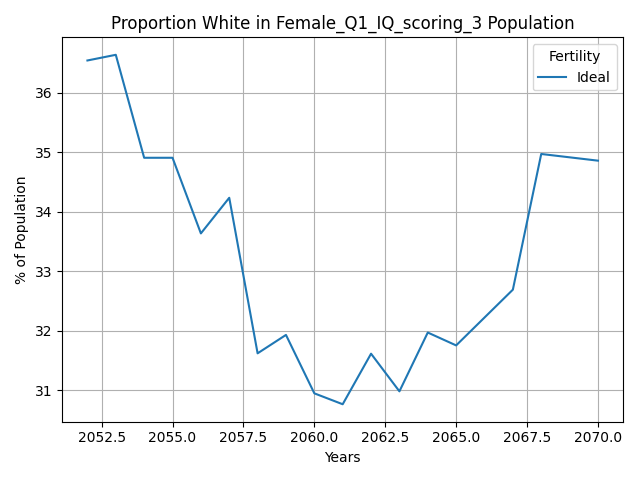 Proportion White in Female_Q1_IQ_scoring_3 Population
Fertility
Ideal
36
35
34
33
32
31
% of Population
2052.5 2055.0 2057.5 2060.0 2062.5 2065.0 2067.5 2070.0
Years